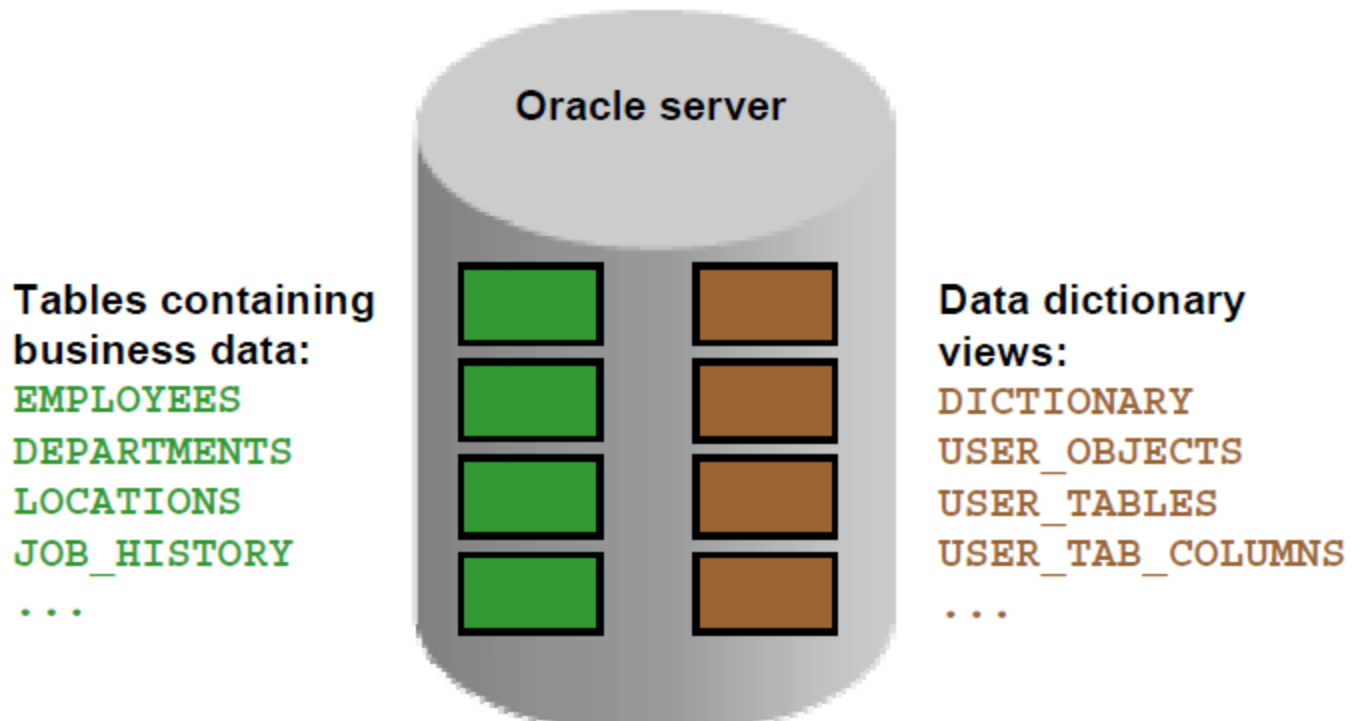 Oracle server
Tables containing
business data:
EMPLOYEES
DEPARTMENTS
LOCATIONS
JOB_HISTORY
...
Data dictionary
views:
DICTIONARY
USER_OBJECTS
USER_TABLES
USER_TAB_COLUMNS
...